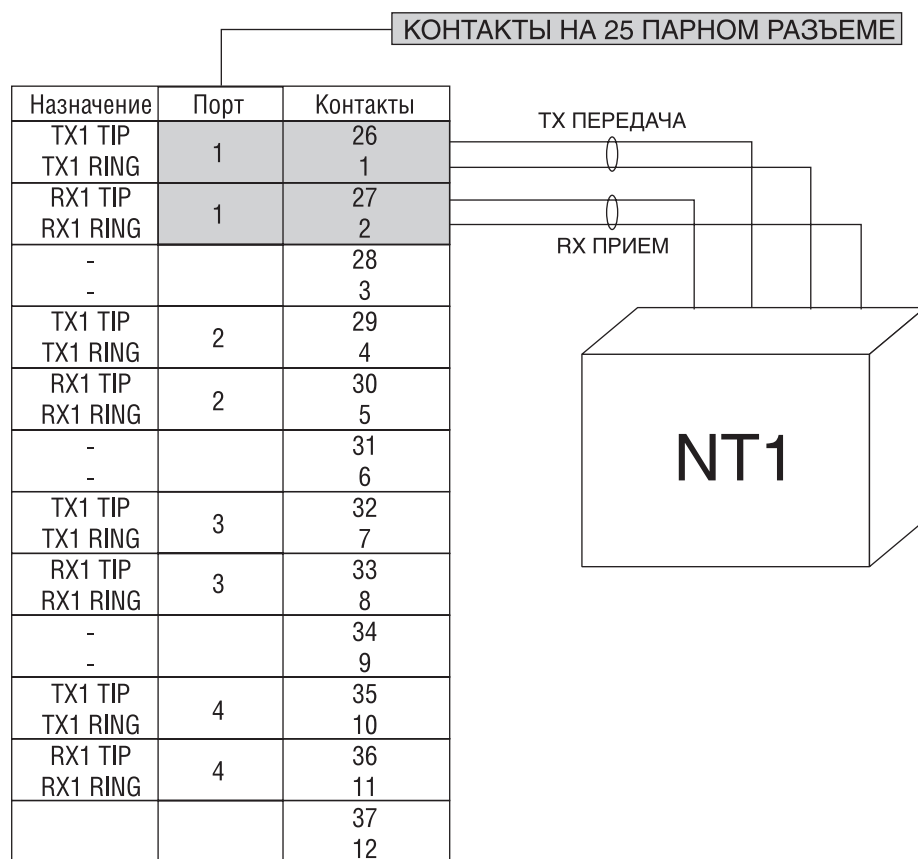 КОНТАКТЫ НА 25 ПАРНОМ РАЗЪЕМЕ
Назначение Порт Контакты
TX1 TIP 1 26
TX1 RING 1
RX1 TIP 1 27
RX1 RING 2
- 28
- 3
TX1 TIP 2 29
TX1 RING 4
RX1 TIP 2 30
RX1 RING 5
- 31
- 6
TX1 TIP 3 32
TX1 RING 7
RX1 TIP 3 33
RX1 RING 8
- 34
- 9
TX1 TIP 4 35
TX1 RING 10
RX1 TIP 4 36
RX1 RING 11
37
12
TX ПЕРЕДАЧА
RX ПРИЕМ
NT1